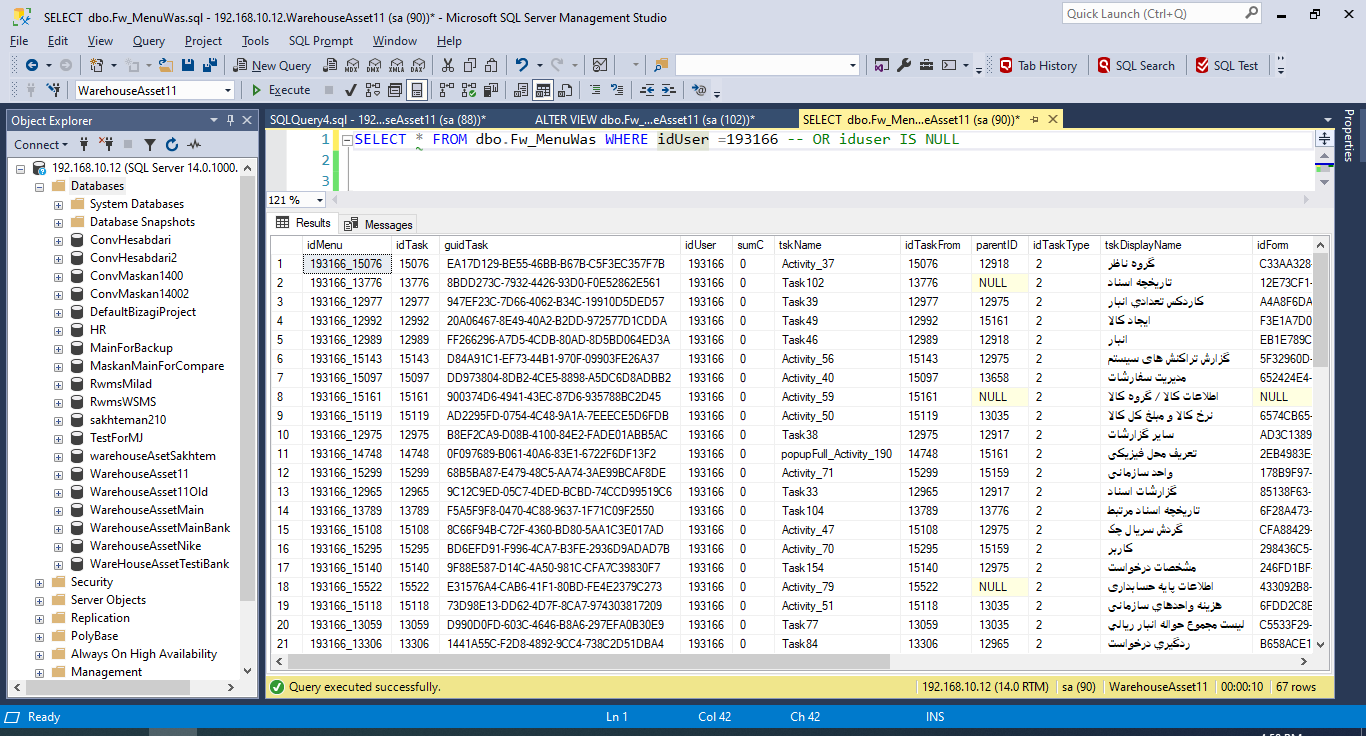 SELECT dbo.Fw_MenuWas.sql - 192.168.10.12.WarehouseAsset11 (sa (90))* - Microsoft SQL Server Management Studio
Quick Launch (Ctrl+Q)
File Edit View Query Project Tools SQL Prompt Window Help
New Query MDX DMX XMLA DAX Tab History SQL Search SQL Test
WarehouseAsset11 Execute
Object Explorer
SQLQuery4.sql - 192...seAsset11 (sa (88))* ALTER VIEW dbo.Fw_...eAsset11 (sa (102))* SELECT dbo.Fw_Men...eAsset11 (sa (90))*
Properties
Connect
192.168.10.12 (SQL Server 14.0.1000.
Databases
System Databases
Database Snapshots
ConvHesabdari
ConvHesabdari2
ConvMaskan1400
ConvMaskan14002
DefaultBizagiProject
HR
MainForBackup
MaskanMainForCompare
RwmsMilad
RwmsWSMS
sakhteman210
TestForMJ
warehouseAsetSakhtem
WarehouseAsset11
WarehouseAsset11Old
WarehouseAssetMain
WarehouseAssetMainBank
WarehouseAssetNike
WareHouseAssetTestiBank
Security
Server Objects
Replication
PolyBase
Always On High Availability
Management
1 SELECT * FROM dbo.Fw_MenuWas WHERE idUser =193166 -- OR iduser IS NULL
2
3
121 %
Results Messages
idMenu idTask guidTask idUser sumC tskName idTaskFrom parentID idTaskType tskDisplayName idForm
1 193166_15076 15076 EA17D129-BE55-46BB-B67B-C5F3EC357F7B 193166 0 Activity_37 15076 12918 2 گروه ناظر C33AA328-
2 193166_13776 13776 8BDD273C-7932-4426-93D0-F0E52862E561 193166 0 Task102 13776 NULL 2 تاریخچه اسناد 12E73CF1-
3 193166_12977 12977 947EF23C-7D66-4062-B34C-19910D5DED57 193166 0 Task39 12977 12975 2 کاردکس تعدادي انبار A4A8F6DA
4 193166_12992 12992 20A06467-8E49-40A2-B2DD-972577D1CDDA 193166 0 Task49 12992 15161 2 ایجاد کالا F3E1A7D0
5 193166_12989 12989 FF266296-A7D5-4CDB-80AD-8D5BD064ED3A 193166 0 Task46 12989 12918 2 انبار EB1E789C
6 193166_15143 15143 D84A91C1-EF73-44B1-970F-09903FE26A37 193166 0 Activity_56 15143 12975 2 گزارش تراکنش های سیستم 5F32960D-
7 193166_15097 15097 DD973804-8DB2-4CE5-8898-A5DC6D8ADBB2 193166 0 Activity_40 15097 13658 2 مدیریت سفارشات 652424E4-
8 193166_15161 15161 900374D6-4941-43EC-87D6-935788BC2D45 193166 0 Activity_59 15161 NULL 2 اطلاعات کالا / گروه کالا NULL
9 193166_15119 15119 AD2295FD-0754-4C48-9A1A-7EEECE5D6FDB 193166 0 Activity_50 15119 13035 2 نرخ کالا و مبلغ کل کالا 6574CB65-
10 193166_12975 12975 B8EF2CA9-D08B-4100-84E2-FADE01ABB5AC 193166 0 Task38 12975 12917 2 سایر گزارشات AD3C1389
11 193166_14748 14748 0F097689-B061-40A6-83E1-6722F6DF13F2 193166 0 popupFull_Activity_190 14748 15161 2 تعریف محل فیزیکی 2EB4983E-
12 193166_15299 15299 68B5BA87-E479-48C5-AA74-3AE99BCAF8DE 193166 0 Activity_71 15299 15159 2 واحد سازمانی 178B9F97-
13 193166_12965 12965 9C12C9ED-05C7-4DED-BCBD-74CCD99519C6 193166 0 Task33 12965 12917 2 گزارشات اسناد 85138F63-
14 193166_13789 13789 F5A5F9F8-0470-4C88-9637-1F71C09F2550 193166 0 Task104 13789 13776 2 تاریخچه اسناد مرتبط 6F28A473-
15 193166_15108 15108 8C66F94B-C72F-4360-BD80-5AA1C3E017AD 193166 0 Activity_47 15108 12975 2 گردش سریال چک CFA88429-
16 193166_15295 15295 BD6EFD91-F996-4CA7-B3FE-2936D9ADAD7B 193166 0 Activity_70 15295 15159 2 کاربر 298436C5-
17 193166_15140 15140 9F88E587-D14C-4A50-981C-CFA7C39830F7 193166 0 Task154 15140 12975 2 مشخصات درخواست 246FD1BF-
18 193166_15522 15522 E31576A4-CAB6-41F1-80BD-FE4E2379C273 193166 0 Activity_79 15522 NULL 2 اطلاعات پایه حسابداری 433092B8-
19 193166_15118 15118 73D98E13-DD62-4D7F-8CA7-974303817209 193166 0 Activity_51 15118 13035 2 هزینه واحدهاي سازماني 6FDD2C8E
20 193166_13059 13059 D990D0FD-603C-4646-B8A6-297EFA0B30E9 193166 0 Task77 13059 13035 2 لیست مجموع حواله انبار ریالي C5533F29-
21 193166_13306 13306 1441A55C-F2D8-4892-9CC4-738C2D51DBA4 193166 0 Task84 13306 12965 2 ردگیري درخواست B658ACE1
Query executed successfully. 192.168.10.12 (14.0 RTM) sa (90) WarehouseAsset11 00:00:10 67 rows
Ready Ln 1 Col 42 Ch 42 INS